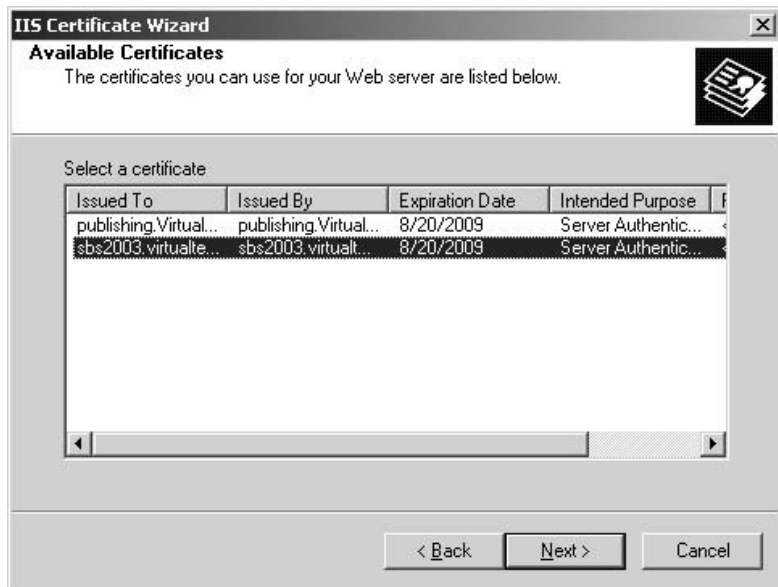 IIS Certificate Wizard
Available Certificates
The certificates you can use for your Web server are listed below.
Select a certificate
Issued To Issued By Expiration Date Intended Purpose
publishing.Virtual... publishing.Virtual... 8/20/2009 Server Authentic...
sbs2003.virtualte... sbs2003.virtualt... 8/20/2009 Server Authentic...
< Back Next > Cancel